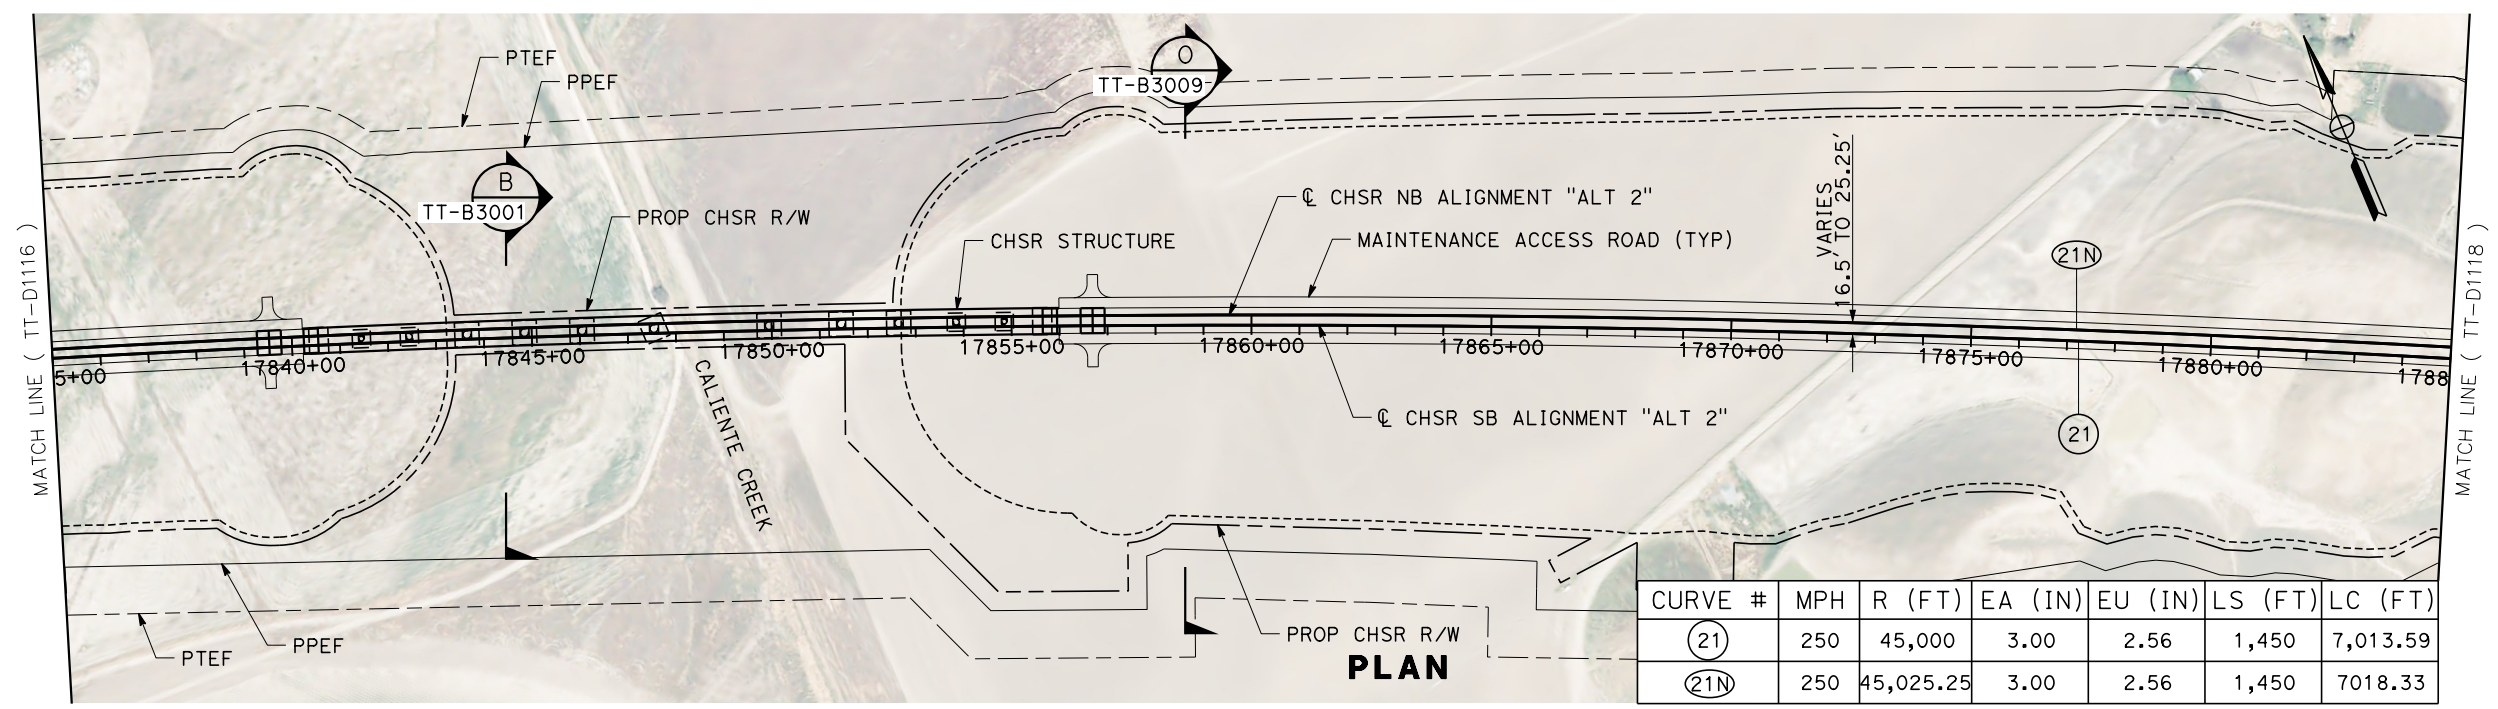 PTEF
PPEF
O
TT-B3009
B
TT-B3001
PROP CHSR R/W
CHSR STRUCTURE
℄ CHSR NB ALIGNMENT "ALT 2"
MAINTENANCE ACCESS ROAD (TYP)
VARIES
16.5' TO 25.25'
21N
MATCH LINE ( TT-D1116 )
MATCH LINE ( TT-D1118 )
5+00
17840+00
17845+00
17850+00
17855+00
17860+00
17865+00
17870+00
17875+00
17880+00
1788
CALIENTE CREEK
℄ CHSR SB ALIGNMENT "ALT 2"
21
PTEF
PPEF
PROP CHSR R/W
PLAN
CURVE # MPH R (FT) EA (IN) EU (IN) LS (FT) LC (FT)
21 250 45,000 3.00 2.56 1,450 7,013.59
21N 250 45,025.25 3.00 2.56 1,450 7018.33